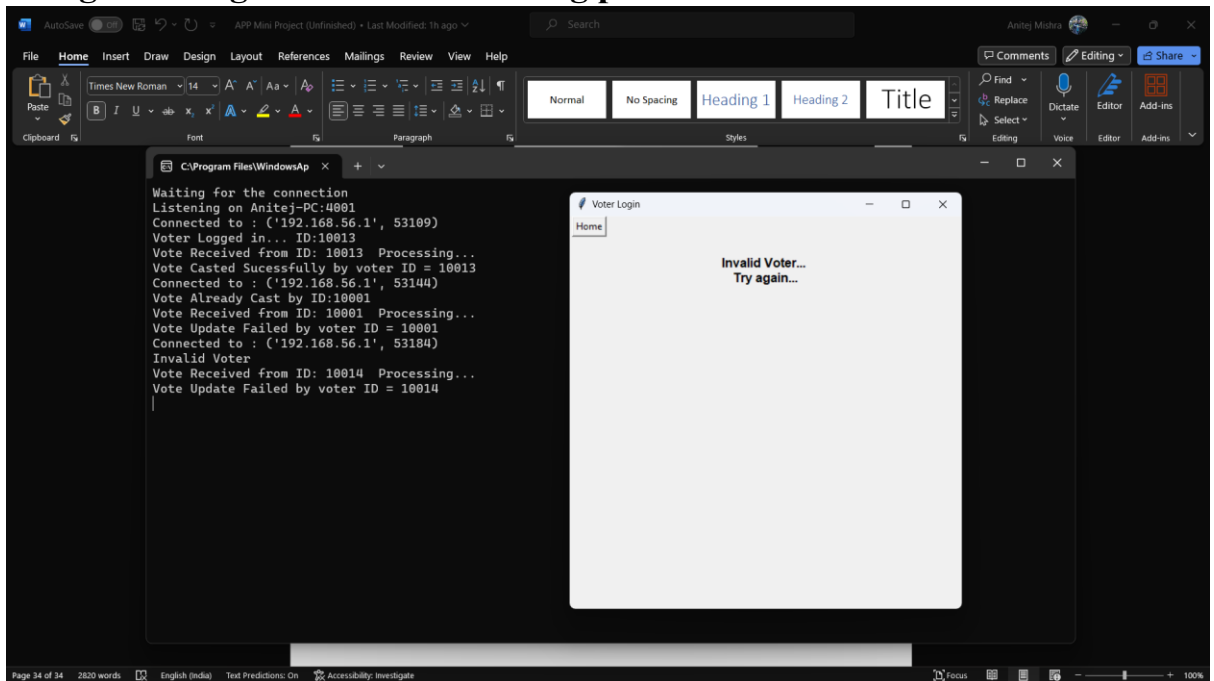 AutoSave Off APP Mini Project (Unfinished) • Last Modified: 1h ago Search Anitej Mishra
File Home Insert Draw Design Layout References Mailings Review View Help Comments Editing Share
Times New Roman 14 Aa Find
Paste B I U ab x x A A Normal No Spacing Heading 1 Heading 2 Title Replace Dictate Editor Add-ins
Select
Clipboard Font Paragraph Styles Editing Voice Editor Add-ins
C:\Program Files\WindowsAp
Waiting for the connection
Listening on Anitej-PC:4001
Connected to : ('192.168.56.1', 53109)
Voter Logged in... ID:10013
Vote Received from ID: 10013 Processing...
Vote Casted Sucessfully by voter ID = 10013
Connected to : ('192.168.56.1', 53144)
Vote Already Cast by ID:10001
Vote Received from ID: 10001 Processing...
Vote Update Failed by voter ID = 10001
Connected to : ('192.168.56.1', 53184)
Invalid Voter
Vote Received from ID: 10014 Processing...
Vote Update Failed by voter ID = 10014
Voter Login
Home
Invalid Voter...
Try again...
Page 34 of 34 2820 words English (India) Text Predictions: On Accessibility: Investigate Focus 100%